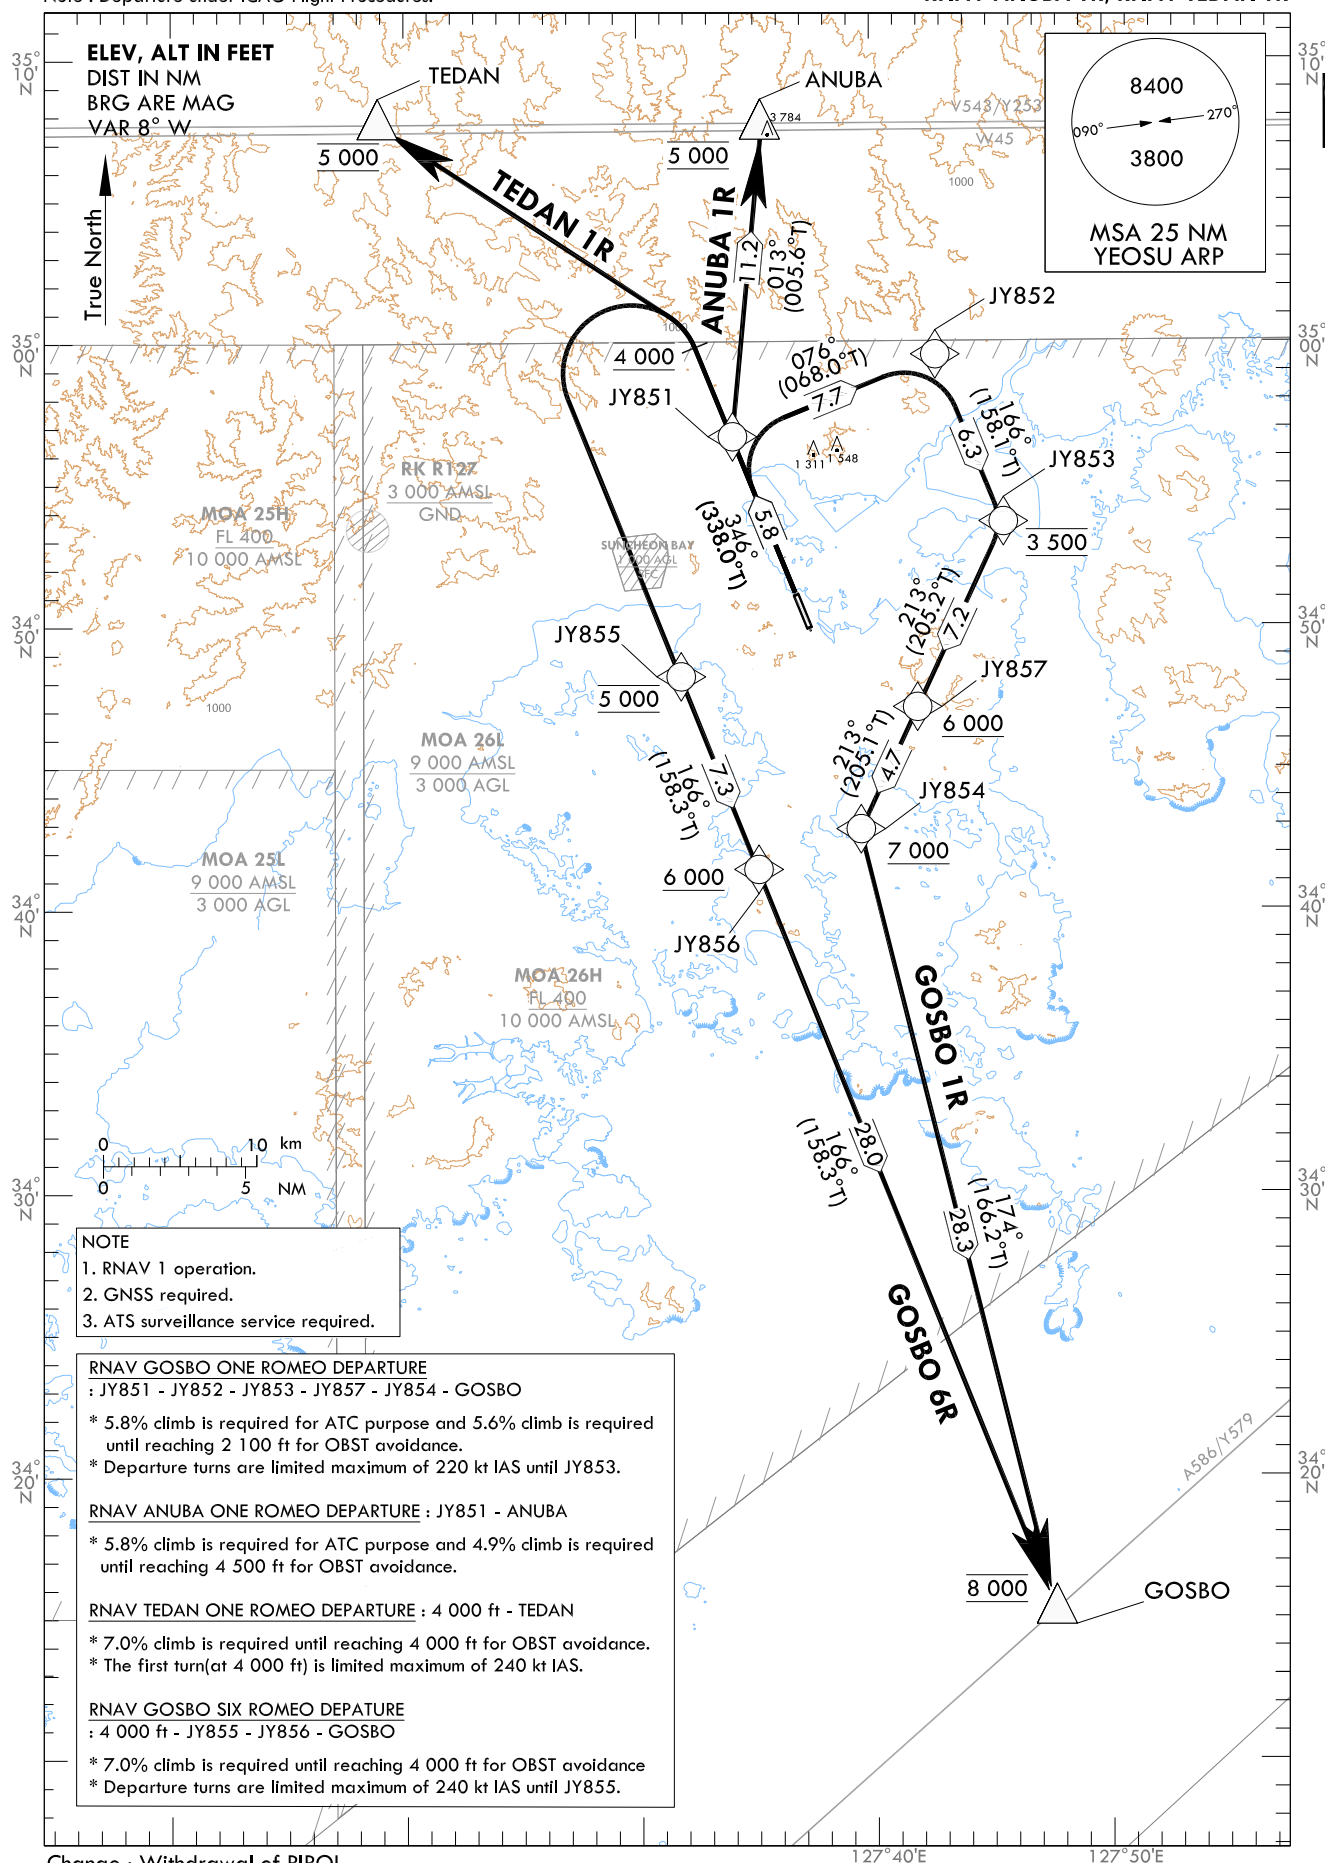 ELEV, ALT IN FEET
DIST IN NM
BRG ARE MAG
VAR 8° W
True North
TEDAN
5 000
ANUBA
5 000
3 784
V543/Y253
W45
1000
8400
090°
270°
3800
MSA 25 NM
YEOSU ARP
35°
10'
N
35°
10'
N
TEDAN 1R
ANUBA 1R
11.2
013°
(005.6°T)
JY852
35°
00'
N
35°
00'
N
1000
4 000
076°
(068.0°T)
7.7
JY851
166°
(158.1°T)
6.3
JY853
3 500
1 311
1 548
RK R127
3 000 AMSL
GND
MOA 25H
FL 400
10 000 AMSL
SUNCHEON BAY
5.8
346°
(338.0°T)
213°
(205.2°T)
7.2
34°
50'
N
34°
50'
N
JY855
5 000
JY857
6 000
1000
MOA 26L
9 000 AMSL
3 000 AGL
7.3
166°
(158.3°T)
213°
(205.1°T)
4.7
JY854
7 000
MOA 25L
9 000 AMSL
3 000 AGL
6 000
JY856
34°
40'
N
34°
40'
N
MOA 26H
FL 400
10 000 AMSL
GOSBO 1R
0 10 km
0 5 NM
28.0
166°
(158.3°T)
34°
30'
N
34°
30'
N
174°
(166.2°T)
28.3
NOTE
1. RNAV 1 operation.
2. GNSS required.
3. ATS surveillance service required.
GOSBO 6R
RNAV GOSBO ONE ROMEO DEPARTURE
: JY851 - JY852 - JY853 - JY857 - JY854 - GOSBO
* 5.8% climb is required for ATC purpose and 5.6% climb is required
until reaching 2 100 ft for OBST avoidance.
* Departure turns are limited maximum of 220 kt IAS until JY853.
RNAV ANUBA ONE ROMEO DEPARTURE : JY851 - ANUBA
* 5.8% climb is required for ATC purpose and 4.9% climb is required
until reaching 4 500 ft for OBST avoidance.
RNAV TEDAN ONE ROMEO DEPARTURE : 4 000 ft - TEDAN
* 7.0% climb is required until reaching 4 000 ft for OBST avoidance.
* The first turn(at 4 000 ft) is limited maximum of 240 kt IAS.
RNAV GOSBO SIX ROMEO DEPATURE
: 4 000 ft - JY855 - JY856 - GOSBO
* 7.0% climb is required until reaching 4 000 ft for OBST avoidance
* Departure turns are limited maximum of 240 kt IAS until JY855.
34°
20'
N
34°
20'
N
A586/Y579
8 000
GOSBO
127°40'E
127°50'E